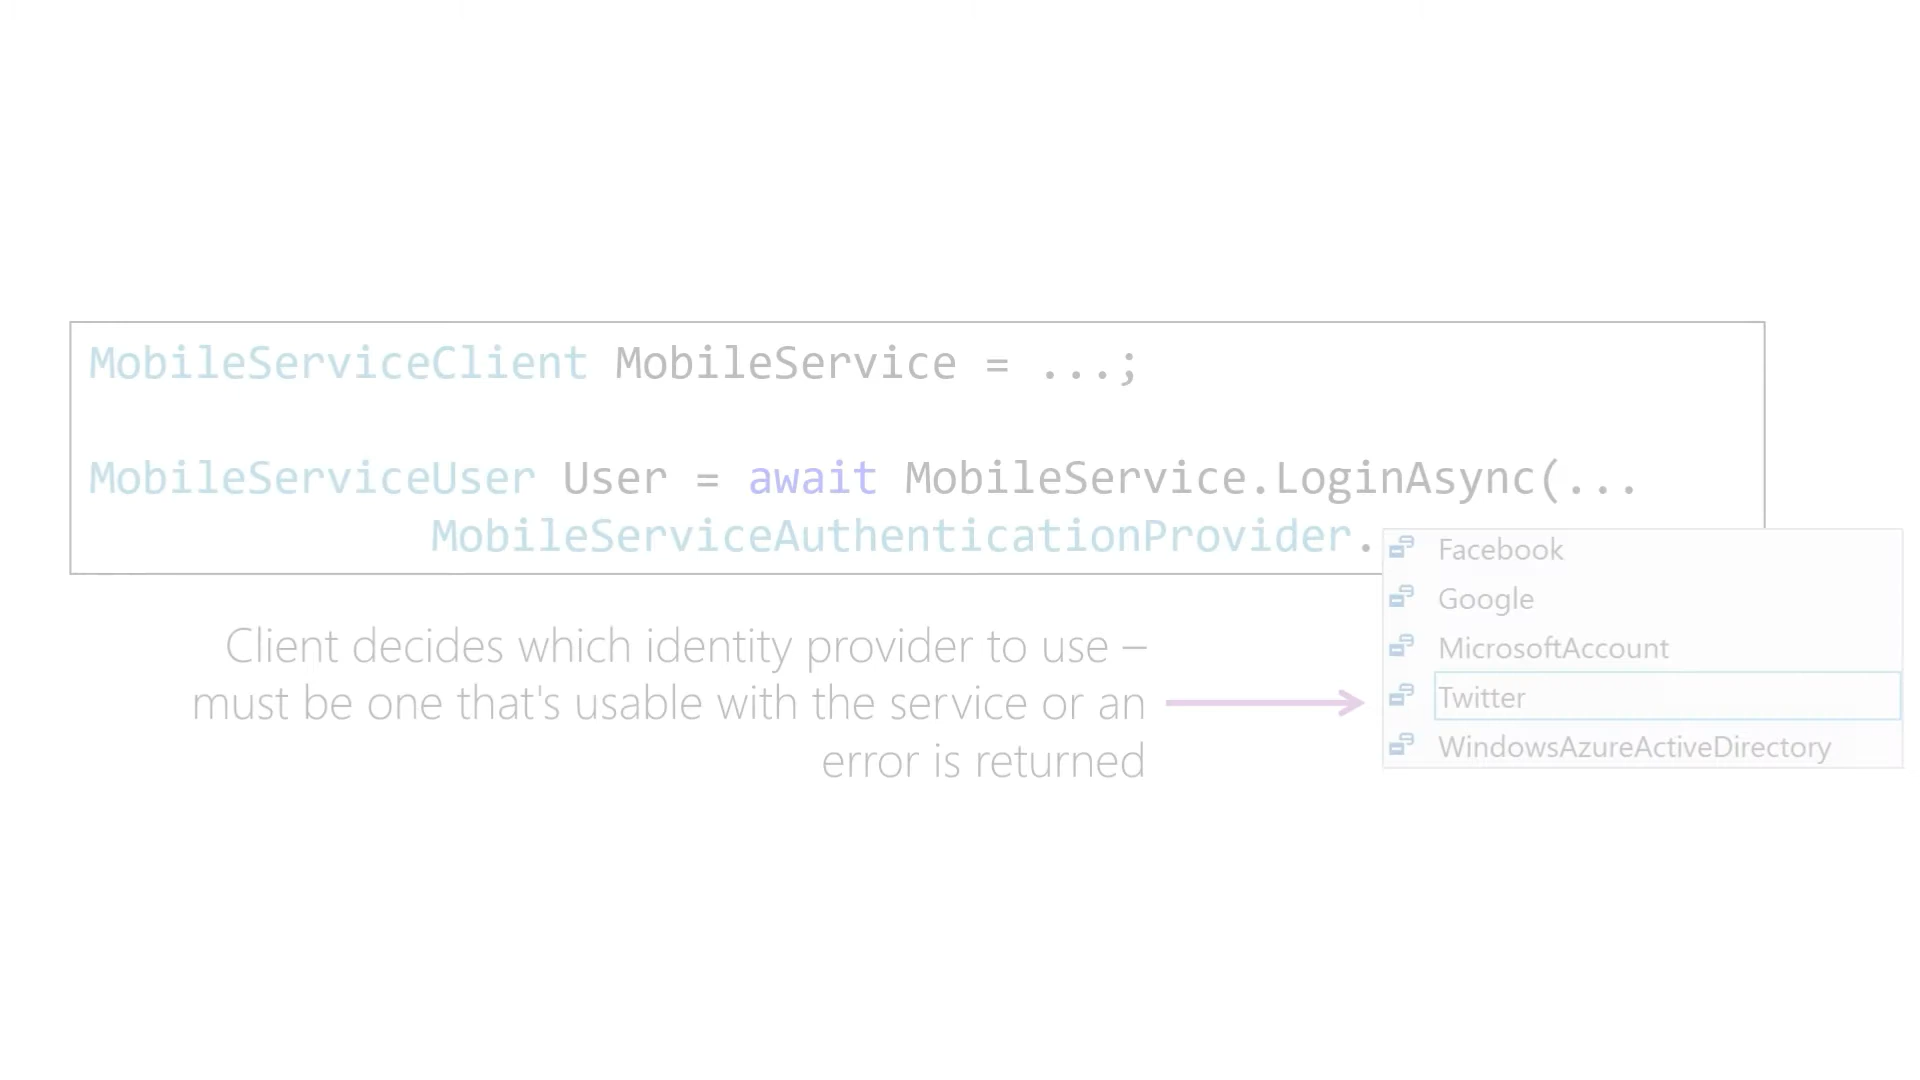 MobileServiceClient MobileService = ...;
MobileServiceUser User = await MobileService.LoginAsync(...
MobileServiceAuthenticationProvider.
Facebook
Google
MicrosoftAccount
Twitter
WindowsAzureActiveDirectory
Client decides which identity provider to use –
must be one that's usable with the service or an
error is returned